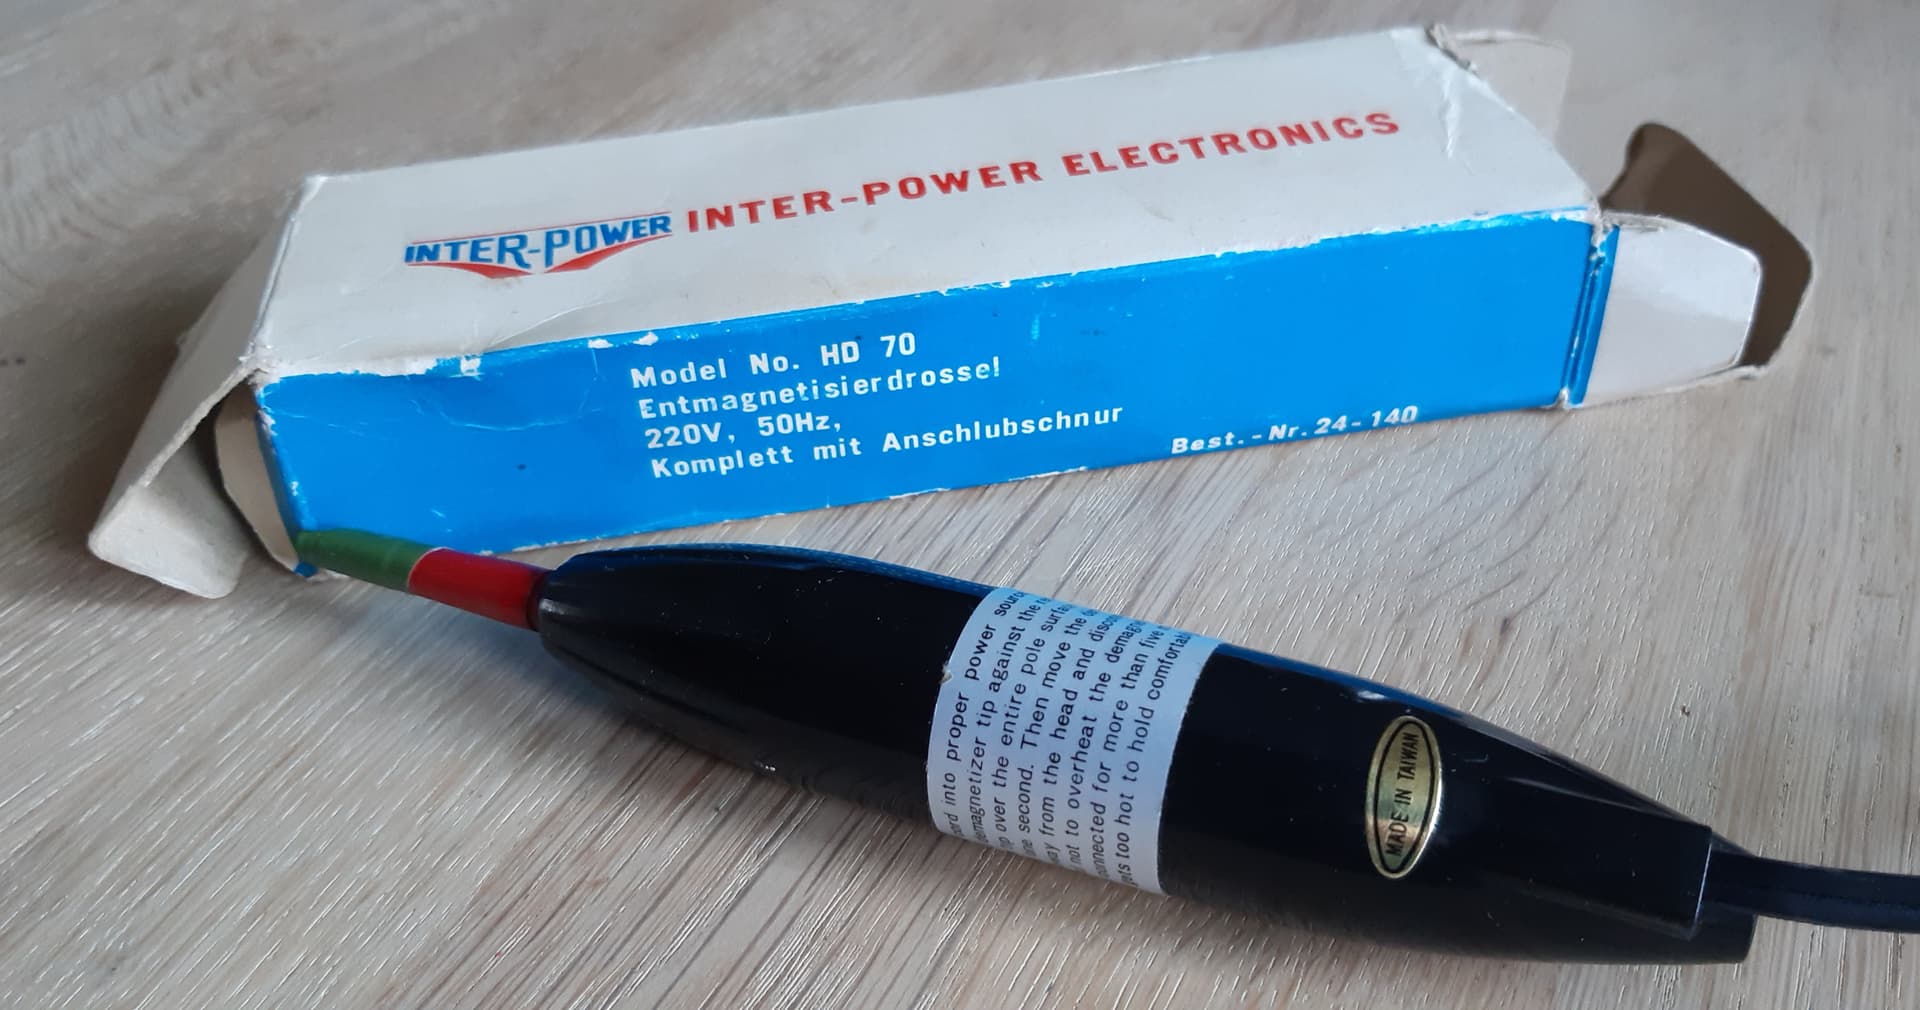 INTER-POWER INTER-POWER ELECTRONICS
Model No. HD 70
Entmagnetisierdrossel
220V, 50Hz,
Komplett mit Anschlubschnur
Best.-Nr. 24-140
into proper power
tip against the
over the entire pole
second. Then move the
from the head and
not to overheat the
for more than five
too hot to hold
MADE IN TAIWAN